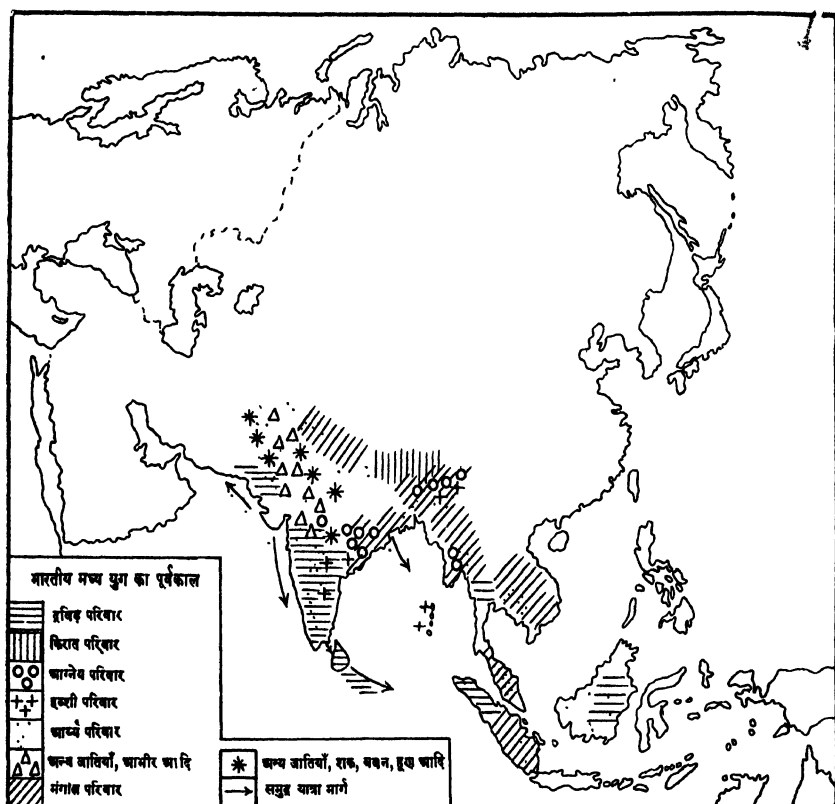 भारतीय मध्य युग का पूर्वकाल
द्रविड़ परिवार
किरात परिवार
आग्नेय परिवार
हब्शी परिवार
आर्य्य परिवार
अन्य जातियाँ, आभीर आदि
मंगोल परिवार
अन्य जातियाँ, शक, यवन, हूण आदि
समुद्र यात्रा मार्ग